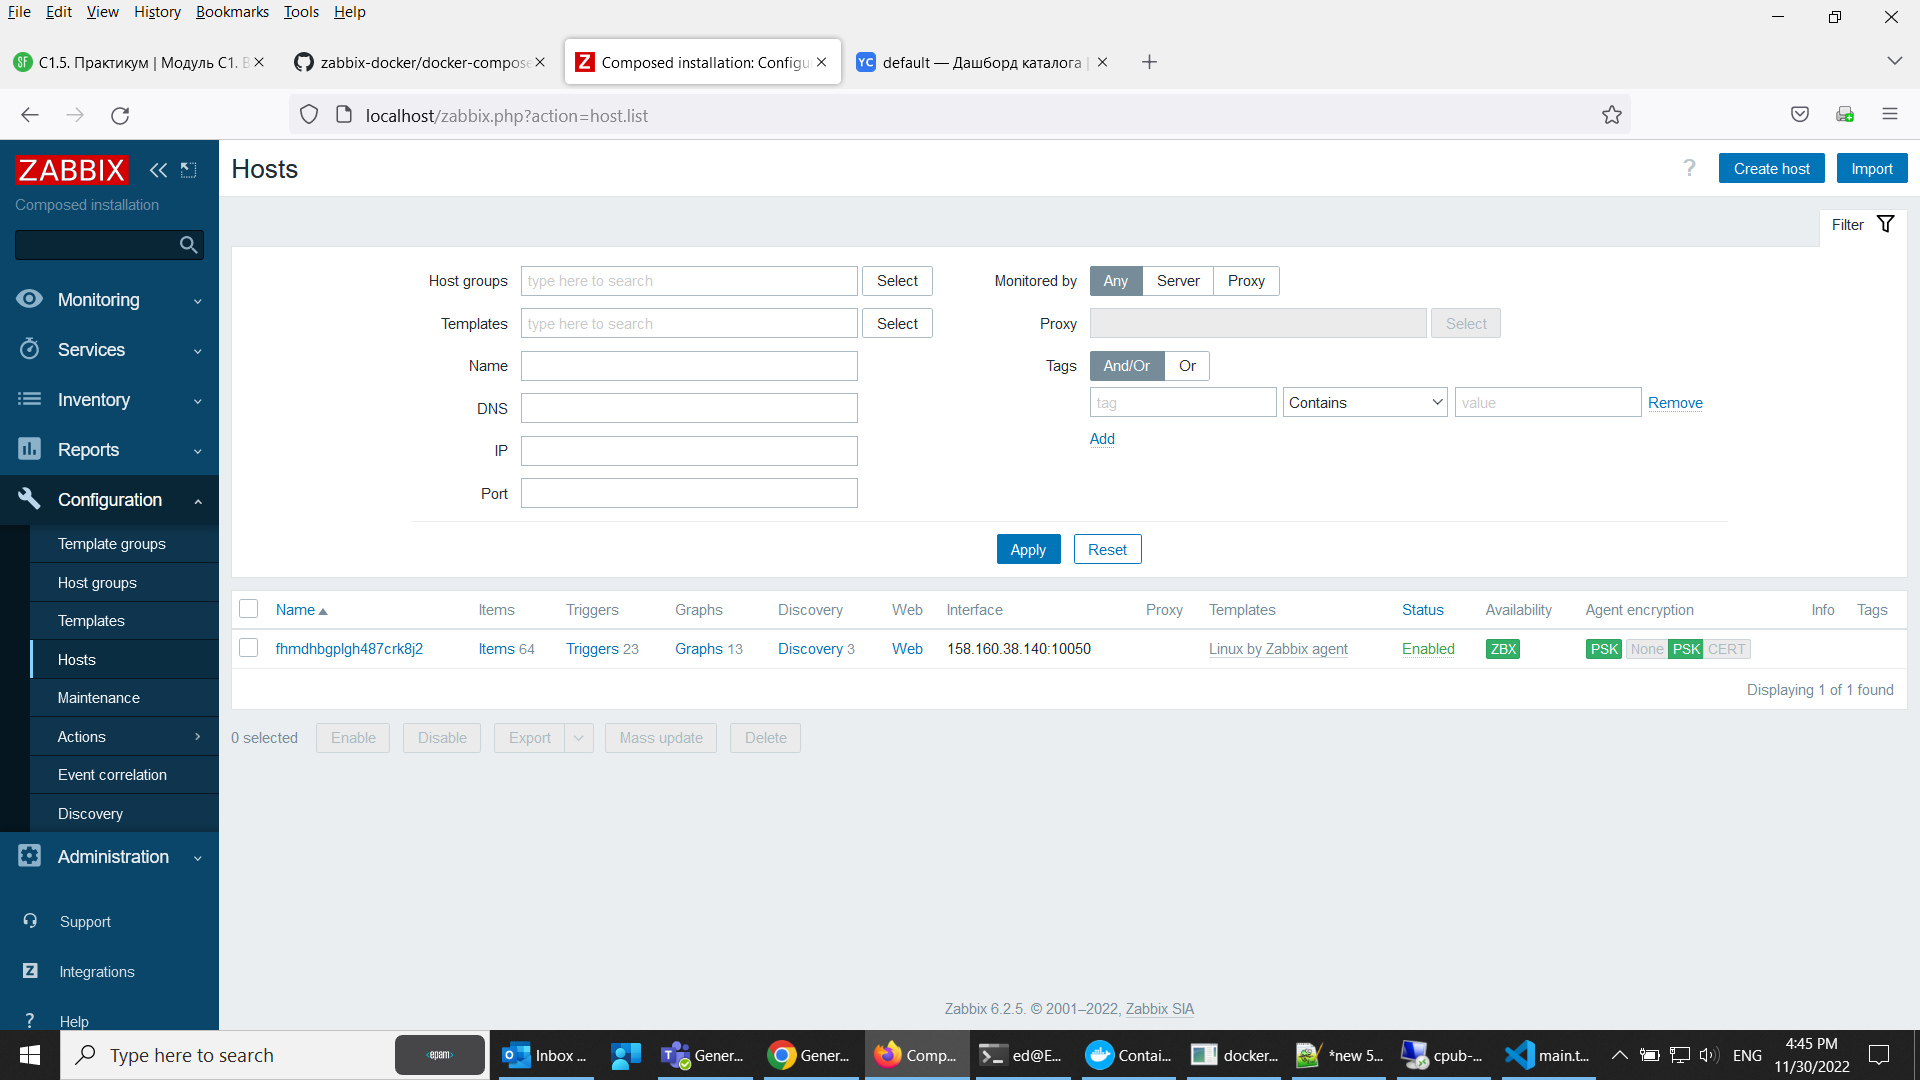 File Edit View History Bookmarks Tools Help
SF C1.5. Практикум | Модуль C1. В
zabbix-docker/docker-compose
Z Composed installation: Configu
YC default — Дашборд каталога |
localhost/zabbix.php?action=host.list
ZABBIX
Composed installation
Monitoring
Services
Inventory
Reports
Configuration
Template groups
Host groups
Templates
Hosts
Maintenance
Actions
Event correlation
Discovery
Administration
Support
Z Integrations
? Help
Hosts
? Create host Import
Filter
Host groups type here to search Select
Templates type here to search Select
Name
DNS
IP
Port
Monitored by Any Server Proxy
Proxy Select
Tags And/Or Or
tag Contains value Remove
Add
Apply Reset
Name Items Triggers Graphs Discovery Web Interface Proxy Templates Status Availability Agent encryption Info Tags
fhmdhbgplgh487crk8j2 Items 64 Triggers 23 Graphs 13 Discovery 3 Web 158.160.38.140:10050 Linux by Zabbix agent Enabled ZBX PSK None PSK CERT
Displaying 1 of 1 found
0 selected Enable Disable Export Mass update Delete
Zabbix 6.2.5. © 2001–2022, Zabbix SIA
Type here to search <epam> Inbox ... Gener... Gener... Comp... ed@E... Contai... docker... *new 5... cpub-... main.t... ENG
4:45 PM
11/30/2022